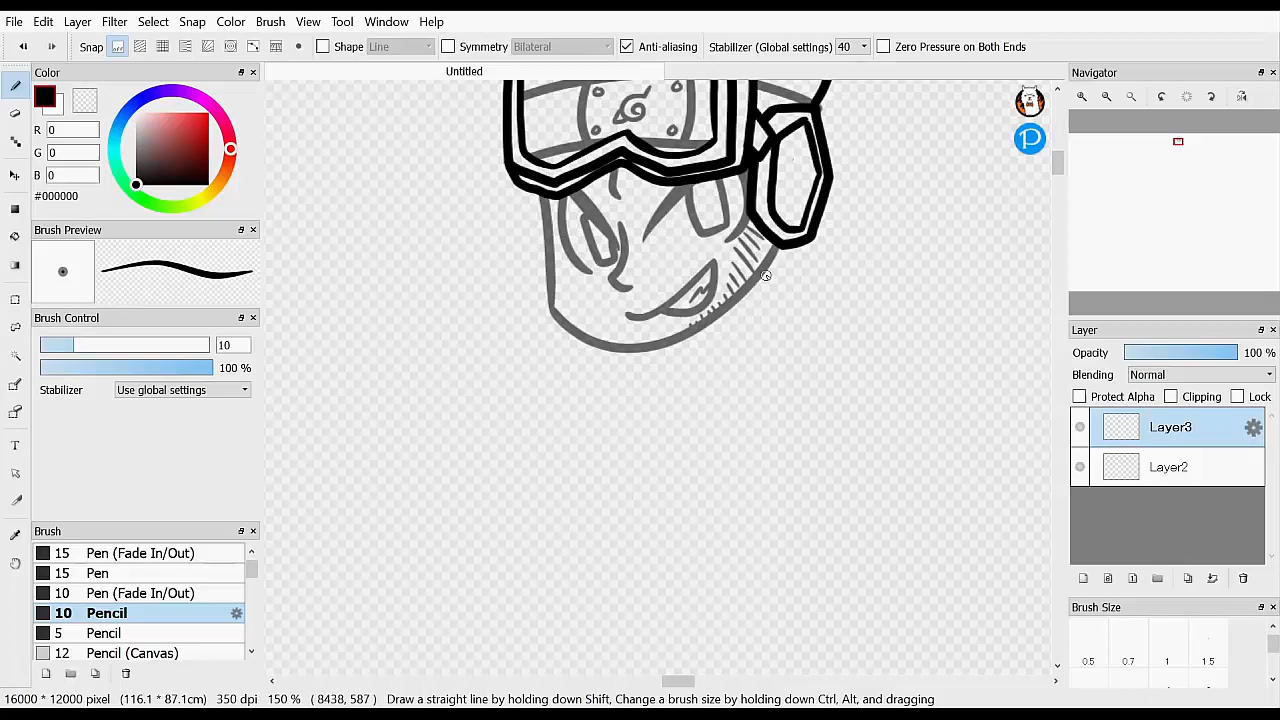 File Edit Layer Filter Select Snap Color Brush View Tool Window Help
Snap off Shape Line Symmetry Bilateral Anti-aliasing Stabilizer (Global settings) 40 Zero Pressure on Both Ends
Color
Untitled
Navigator
R 0
G 0
B 0
#000000
Brush Preview
Brush Control
10
100 %
Stabilizer Use global settings
Layer
Opacity 100 %
Blending Normal
Protect Alpha Clipping Lock
Layer3
Layer2
Brush
15 Pen (Fade In/Out)
15 Pen
10 Pen (Fade In/Out)
10 Pencil
5 Pencil
12 Pencil (Canvas)
Brush Size
0.5 0.7 1 1.5
16000 * 12000 pixel (116.1 * 87.1cm) 350 dpi 150 % ( 8438, 587 ) Draw a straight line by holding down Shift, Change a brush size by holding down Ctrl, Alt, and dragging